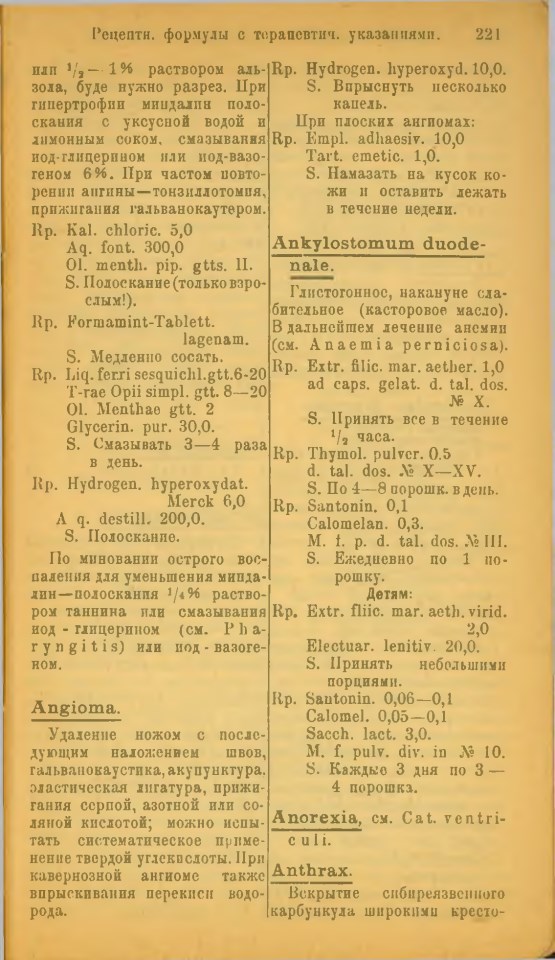 Рецептн. формулы с терапевтич. указаниями. 221
или 1/2— 1% раствором аль-
зола, буде нужно разрез. При
гипертрофии миндалин поло-
скания с уксусной водой и
лимонным соком, смазывания
иод-глицерином или иод-вазо-
геном 6%. При частом повто-
рении ангины—тонзиллотомия,
прижигания гальванокаутером.
Rp. Kal. chloric. 5,0
Aq. font. 300,0
Ol. menth. pip. gtts. II.
S. Полоскание (только взро-
слым!).
Rp. Formamint-Tablett.
lagenam.
S. Медленно сосать.
Rp. Liq. ferri sesquichl.gtt.6-20
T-rae Opii simpl. gtt. 8—20
Ol. Menthae gtt. 2
Glycerin. pur. 30,0.
S. Смазывать 3—4 раза
в день.
Rp. Hydrogen. hyperoxydat.
Merck 6,0
A q. destill. 200,0.
S. Полоскание.
По миновании острого вос-
паления для уменьшения минда-
лин—полоскания 1/4% раство-
ром таннина или смазывания
иод - глицерином (см. Pha-
ryngitis) или иод - вазоге-
ном.
Angioma.
Удаление ножом с после-
дующим наложением швов,
гальванокаустика, акупунктура,
эластическая лигатура, прижи-
гания серной, азотной или со-
ляной кислотой; можно испы-
тать систематическое приме-
нение твердой углекислоты. При
кавернозной ангиоме также
впрыскивания перекиси водо-
рода.
Rp. Hydrogen. hyperoxyd. 10,0.
S. Впрыснуть несколько
капель.
При плоских ангиомах:
Rp. Empl. adhaesiv. 10,0
Tart. emetic. 1,0.
S. Намазать на кусок ко-
жи и оставить лежать
в течение недели.
Ankylostomum duode-
nale.
Глистогонное, накануне сла-
бительное (касторовое масло).
В дальнейшем лечение анемии
(см. Anaemia perniciosa).
Rp. Extr. filic. mar. aether. 1,0
ad caps. gelat. d. tal. dos.
№ X.
S. Принять все в течение
1/2 часа.
Rp. Thymol. pulver. 0.5
d. tal. dos. № X—XV.
S. По 4—8 порошк. в день.
Rp. Santonin. 0,1
Calomelan. 0,3.
M. f. p. d. tal. dos. № III.
S. Ежедневно по 1 по-
рошку.
Детям:
Rp. Extr. fliic. mar. aeth. virid.
2,0
Electuar. lenitiv 20,0.
S. Принять небольшими
порциями.
Rp. Santonin. 0,06—0,1
Calomel. 0,05—0,1
Sacch. lact. 3,0.
M. f. pulv. div. in № 10.
S. Каждые 3 дня по 3 —
4 порошка.
Anorexia, см. Cat. ventri-
culi.
Anthrax.
Вскрытие сибиреязвенного
карбункула широкими кресто-